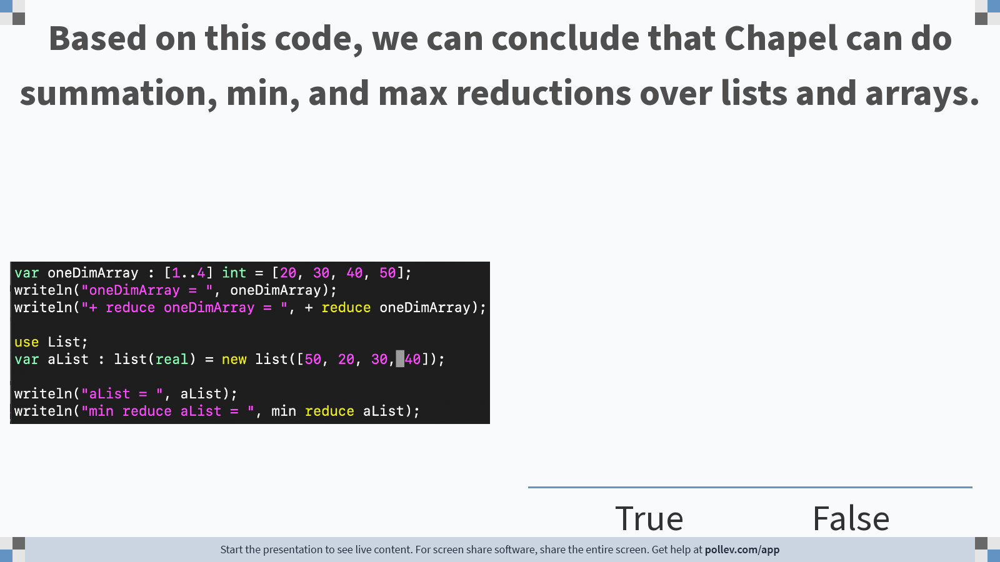 Based on this code, we can conclude that Chapel can do
summation, min, and max reductions over lists and arrays.
var oneDimArray : [1..4] int = [20, 30, 40, 50];
writeln("oneDimArray = ", oneDimArray);
writeln("+ reduce oneDimArray = ", + reduce oneDimArray);
use List;
var aList : list(real) = new list([50, 20, 30, 40]);
writeln("aList = ", aList);
writeln("min reduce aList = ", min reduce aList);
True False
Start the presentation to see live content. For screen share software, share the entire screen. Get help at pollev.com/app